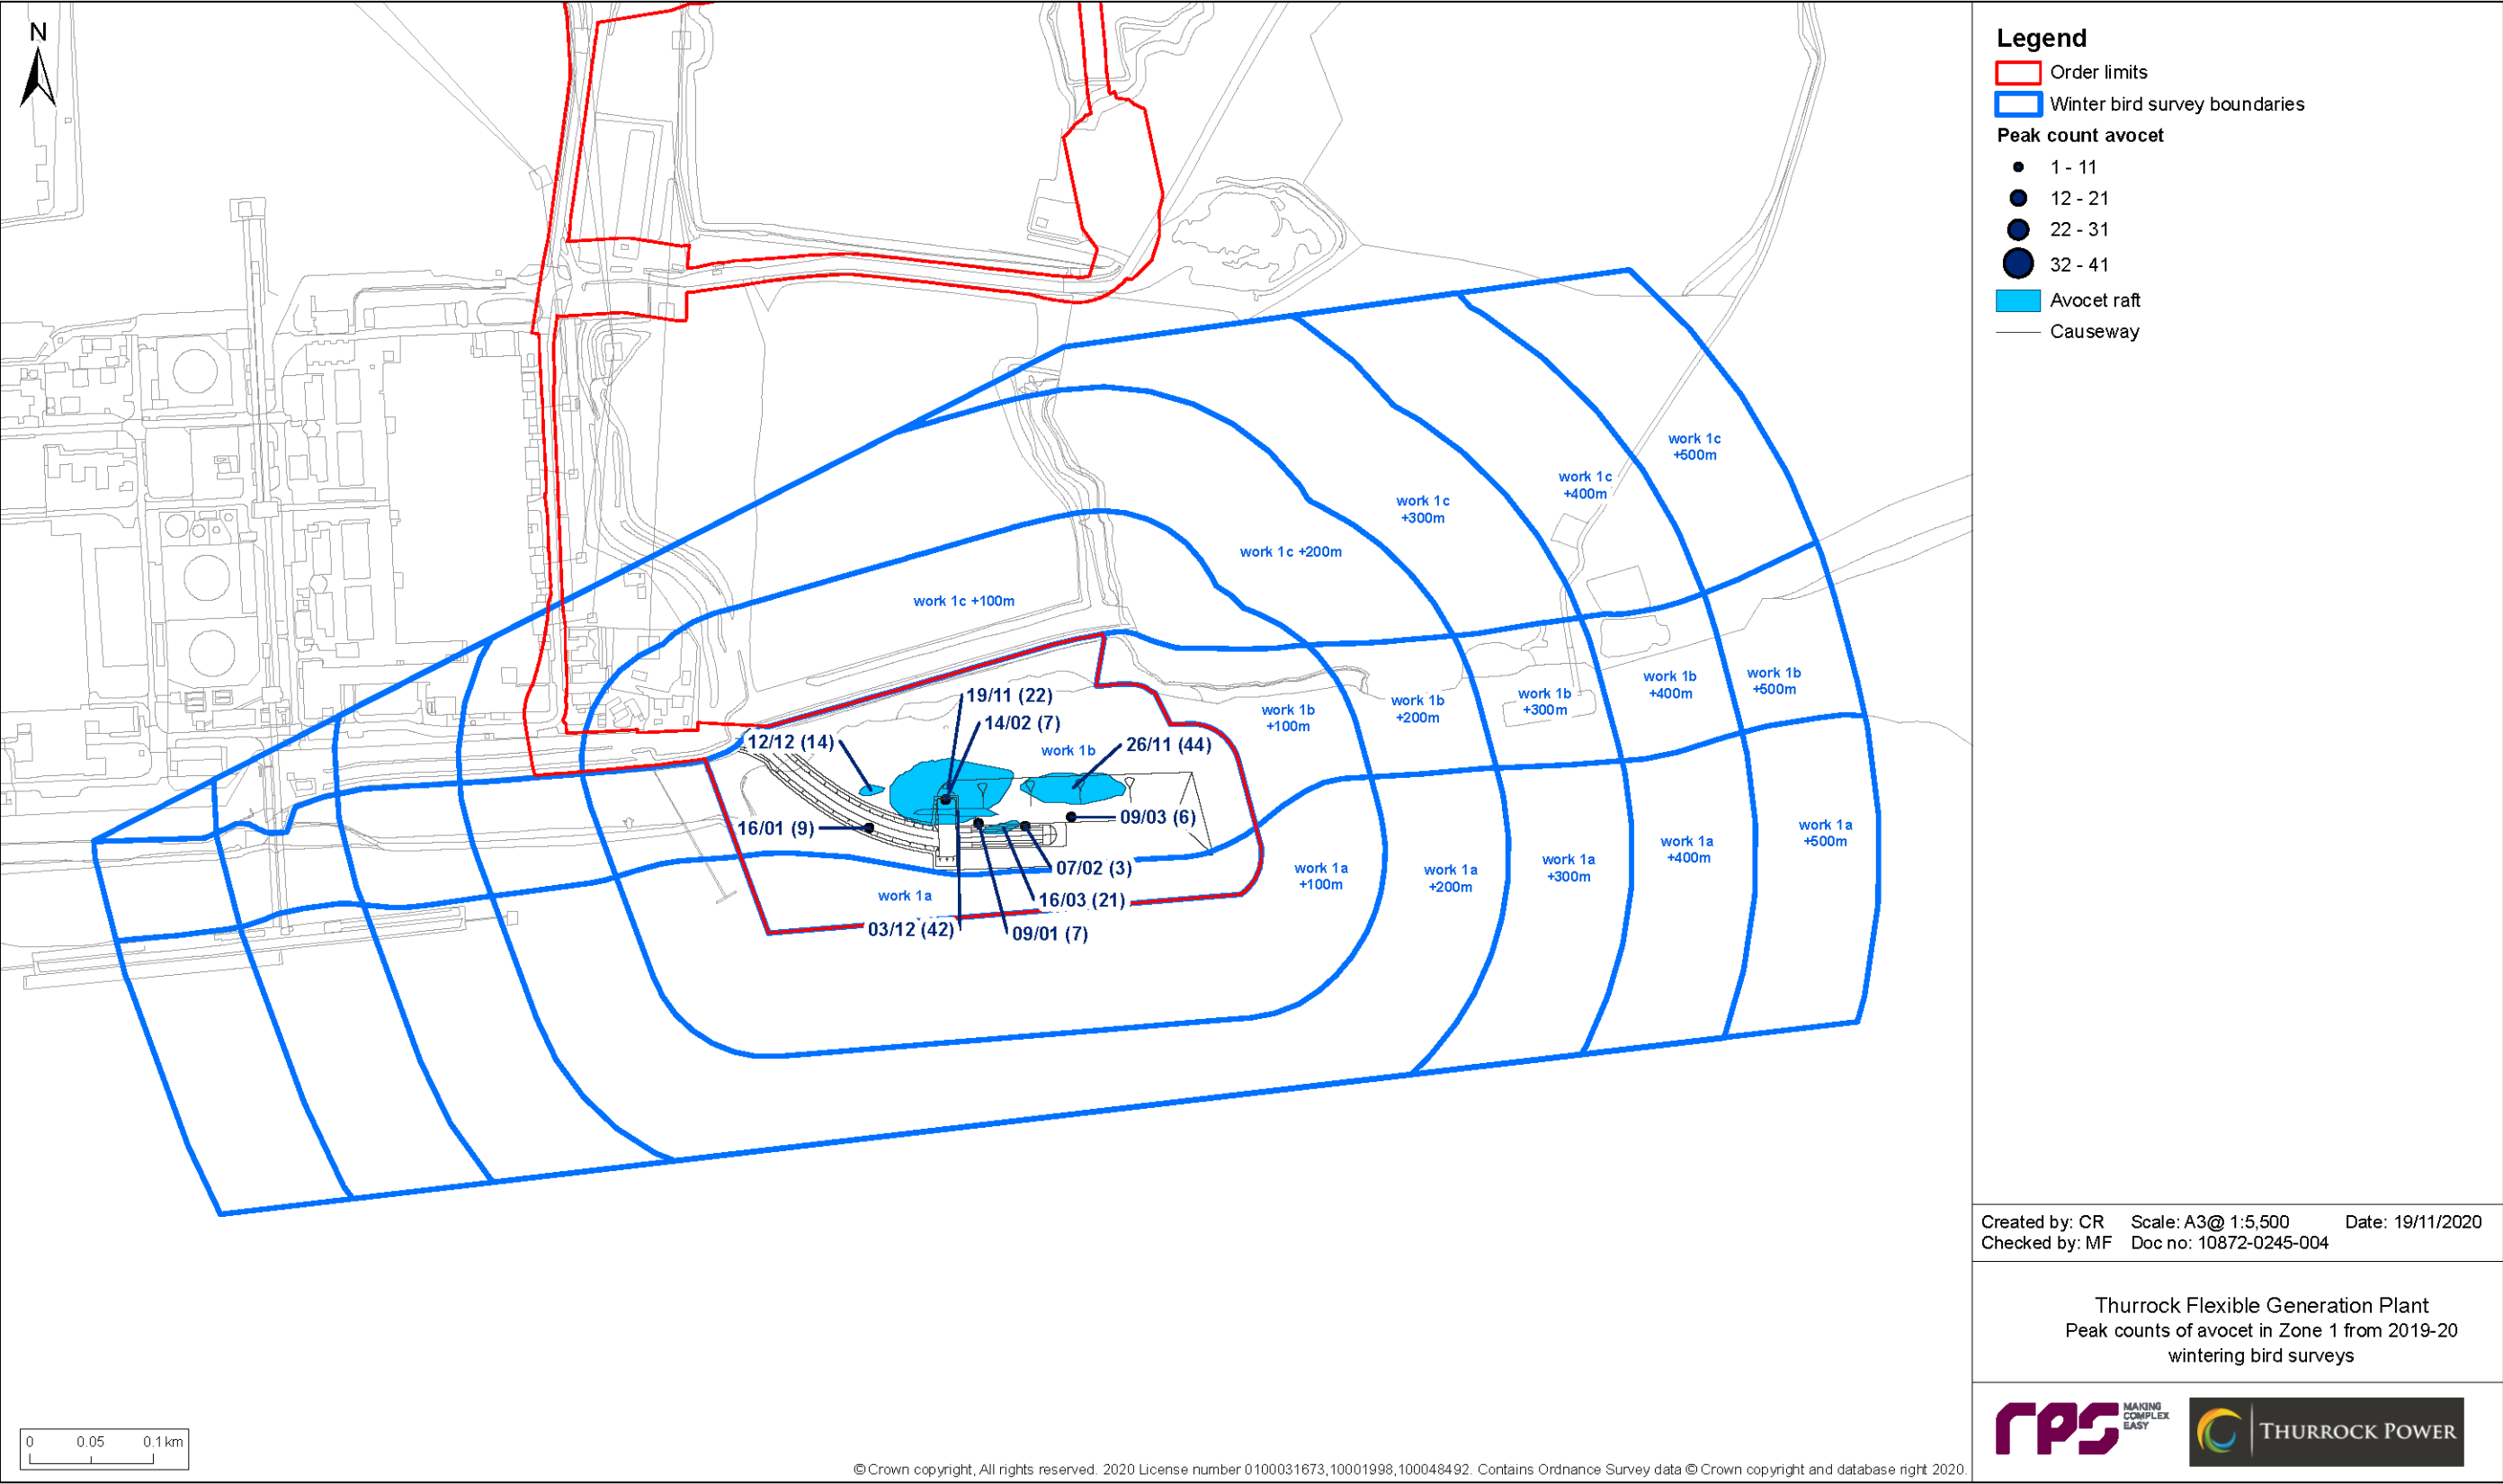 N
Legend
Order limits
Winter bird survey boundaries
Peak count avocet
1 - 11
12 - 21
22 - 31
32 - 41
Avocet raft
Causeway
work 1c
+500m
work 1c
+400m
work 1c
+300m
work 1c +200m
work 1c +100m
work 1b
+500m
work 1b
+400m
work 1b
+300m
work 1b
+200m
work 1b
+100m
work 1b
19/11 (22)
14/02 (7)
12/12 (14)
26/11 (44)
09/03 (6)
16/01 (9)
07/02 (3)
16/03 (21)
03/12 (42)
09/01 (7)
work 1a
work 1a
+100m
work 1a
+200m
work 1a
+300m
work 1a
+400m
work 1a
+500m
Created by: CR Scale: A3@ 1:5,500 Date: 19/11/2020
Checked by: MF Doc no: 10872-0245-004
Thurrock Flexible Generation Plant
Peak counts of avocet in Zone 1 from 2019-20
wintering bird surveys
rps MAKING
COMPLEX
EASY
THURROCK POWER
0 0.05 0.1 km
© Crown copyright, All rights reserved. 2020 License number 0100031673,10001998,100048492. Contains Ordnance Survey data © Crown copyright and database right 2020.